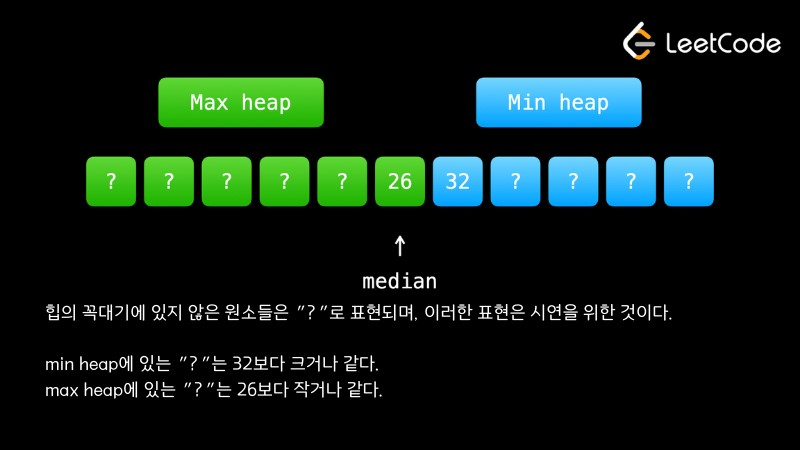 LeetCode
Max heap Min heap
? ? ? ? ? 26 32 ? ? ? ?
↑
median
힙의 꼭대기에 있지 않은 원소들은 "?"로 표현되며, 이러한 표현은 시연을 위한 것이다.
min heap에 있는 "?"는 32보다 크거나 같다.
max heap에 있는 "?"는 26보다 작거나 같다.